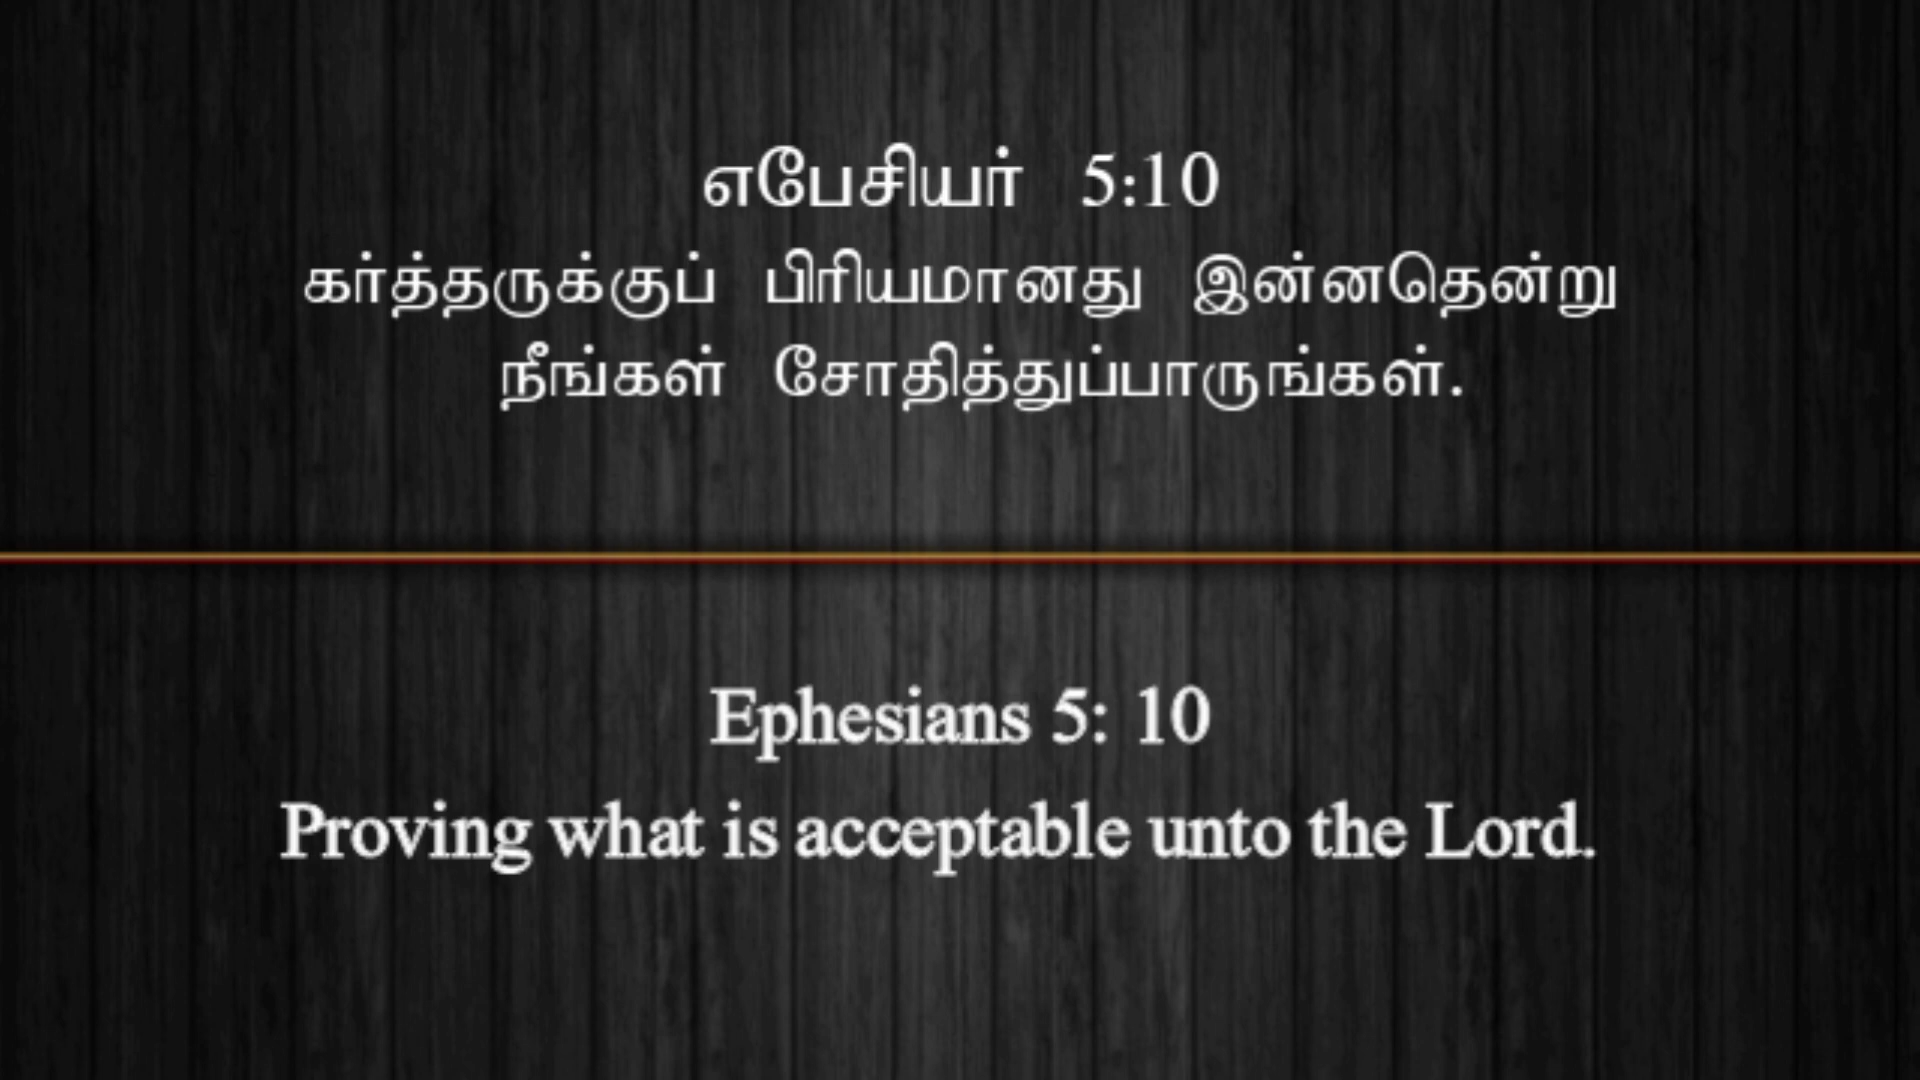 எபேசியர் 5:10
கர்த்தருக்குப் பிரியமானது இன்னதென்று
நீங்கள் சோதித்துப்பாருங்கள்.
Ephesians 5: 10
Proving what is acceptable unto the Lord.